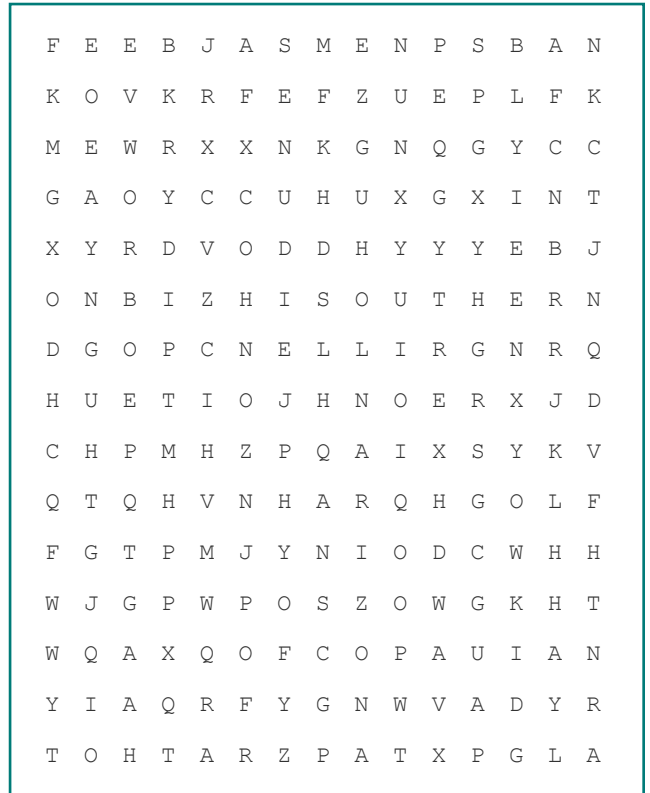 F E E B J A S M E N P S B A N
K O V K R F E F Z U E P L F K
M E W R X X N K G N Q G Y C C
G A O Y C C U H U X G X I N T
X Y R D V O D D H Y Y Y E B J
O N B I Z H I S O U T H E R N
D G O P C N E L L I R G N R Q
H U E T I O J H N O E R X J D
C H P M H Z P Q A I X S Y K V
Q T Q H V N H A R Q H G O L F
F G T P M J Y N I O D C W H H
W J G P W P O S Z O W G K H T
W Q A X Q O F C O P A U I A N
Y I A Q R F Y G N W V A D Y R
T O H T A R Z P A T X P G L A